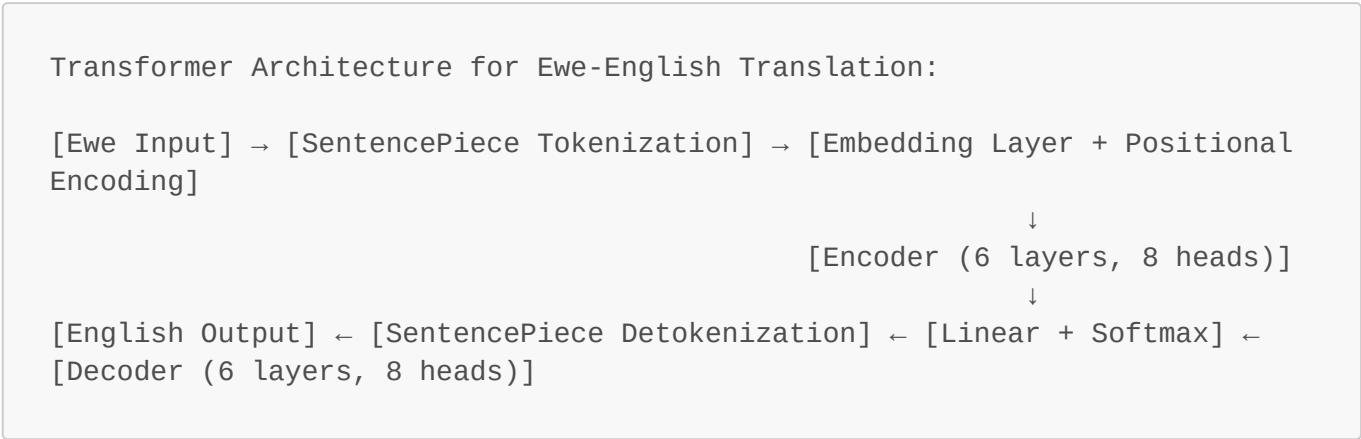 Transformer Architecture for Ewe-English Translation:
[Ewe Input] → [SentencePiece Tokenization] → [Embedding Layer + Positional
Encoding]
↓
[Encoder (6 layers, 8 heads)]
↓
[English Output] ← [SentencePiece Detokenization] ← [Linear + Softmax] ←
[Decoder (6 layers, 8 heads)]